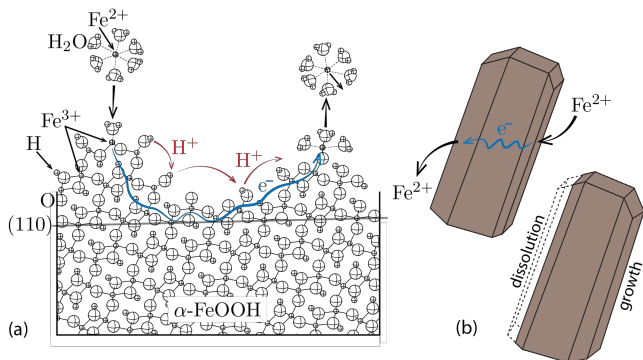 Fe²⁺
H2O
Fe³⁺
H
H⁺
H⁺
e⁻
O
(110)
α-FeOOH
(a)
Fe²⁺
e⁻
Fe²⁺
dissolution
growth
(b)